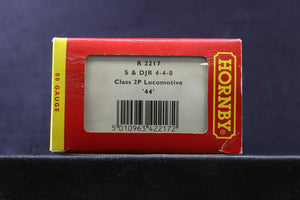 00 GAUGE
R 2217
S & DJR 4-4-0
Class 2P Locomotive
'44'
5 010963 422172
HORNBY